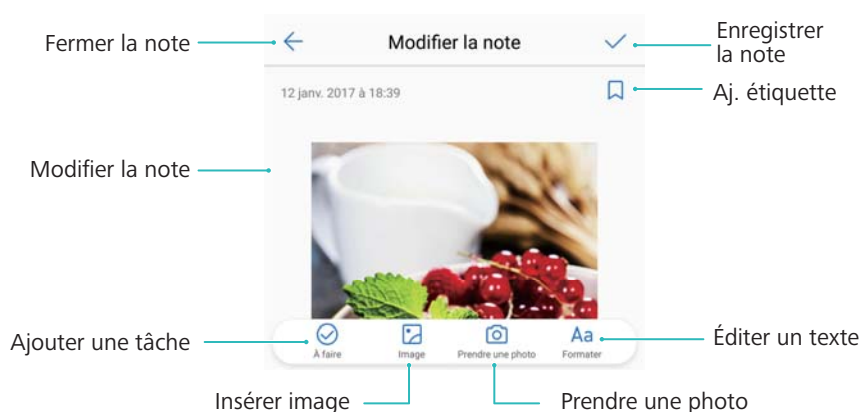 Fermer la note
Modifier la note
Enregistrer
la note
12 janv. 2017 à 18:39
Aj. étiquette
Modifier la note
Ajouter une tâche
À faire
Image
Prendre une photo
Aa
Formater
Éditer un texte
Insérer image
Prendre une photo